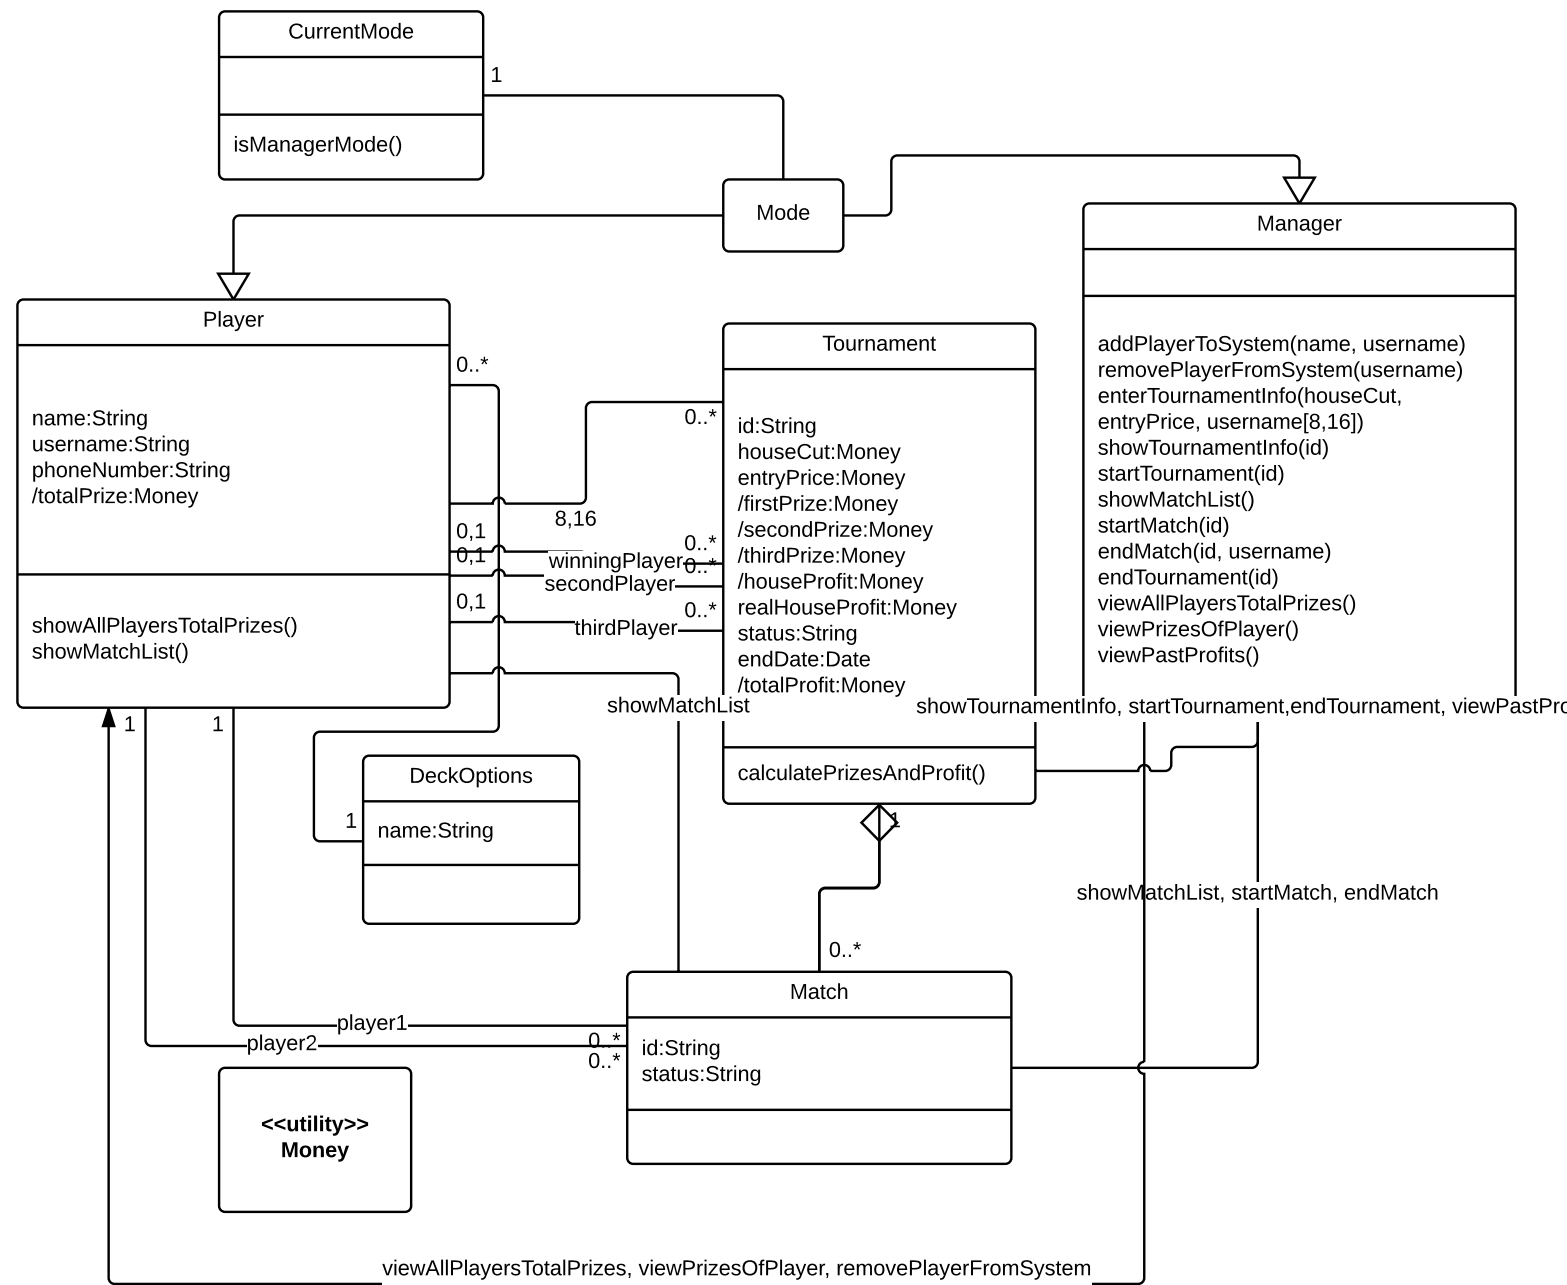 CurrentMode
1
isManagerMode()
Mode
Manager
addPlayerToSystem(name, username)
removePlayerFromSystem(username)
enterTournamentInfo(houseCut,
entryPrice, username[8,16])
showTournamentInfo(id)
startTournament(id)
showMatchList()
startMatch(id)
endMatch(id, username)
endTournament(id)
viewAllPlayersTotalPrizes()
viewPrizesOfPlayer()
viewPastProfits()
Player
name:String
username:String
phoneNumber:String
/totalPrize:Money
showAllPlayersTotalPrizes()
showMatchList()
0..*
0..*
8,16
0,1
0,1
0,1
winningPlayer
secondPlayer
thirdPlayer
0..*
0..*
0..*
Tournament
id:String
houseCut:Money
entryPrice:Money
/firstPrize:Money
/secondPrize:Money
/thirdPrize:Money
/houseProfit:Money
realHouseProfit:Money
status:String
endDate:Date
/totalProfit:Money
calculatePrizesAndProfit()
showMatchList
showTournamentInfo, startTournament,endTournament, viewPastPro
1
1
DeckOptions
name:String
1
1
showMatchList, startMatch, endMatch
0..*
Match
id:String
status:String
player1
player2
0..*
0..*
<<utility>>
Money
viewAllPlayersTotalPrizes, viewPrizesOfPlayer, removePlayerFromSystem